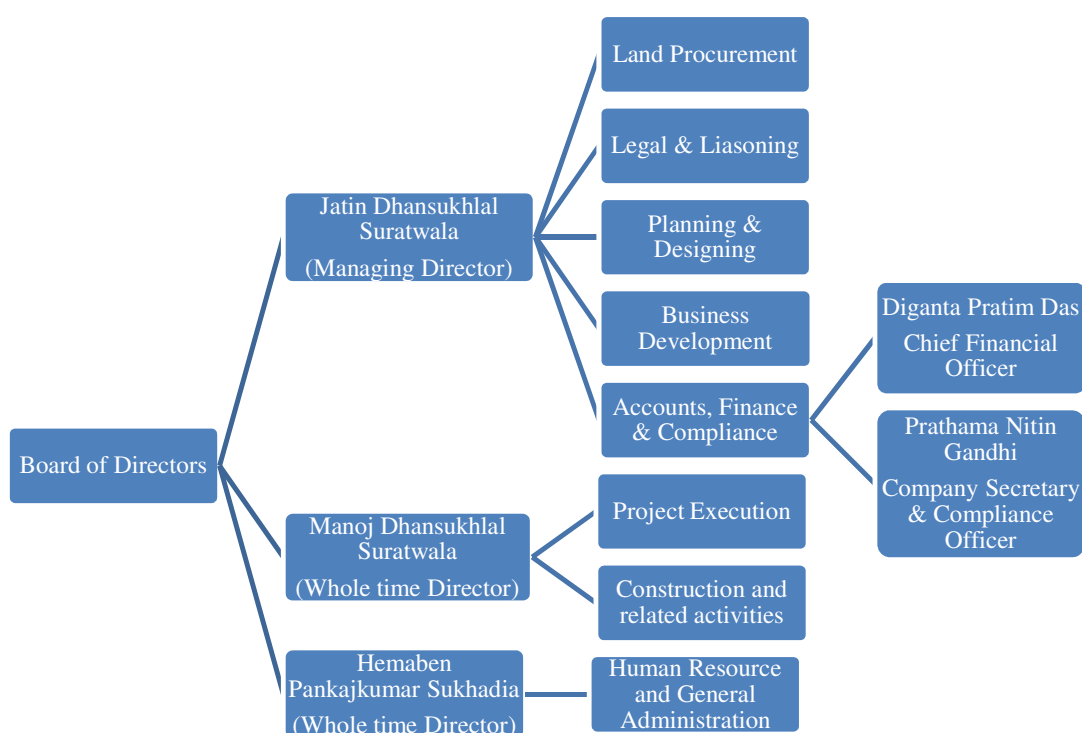 Board of Directors
Jatin Dhansukhlal
Suratwala
(Managing Director)
Land Procurement
Legal & Liasoning
Planning &
Designing
Business
Development
Accounts, Finance
& Compliance
Diganta Pratim Das
Chief Financial
Officer
Prathama Nitin
Gandhi
Company Secretary
& Compliance
Officer
Manoj Dhansukhlal
Suratwala
(Whole time Director)
Project Execution
Construction and
related activities
Hemaben
Pankajkumar Sukhadia
(Whole time Director)
Human Resource
and General
Administration